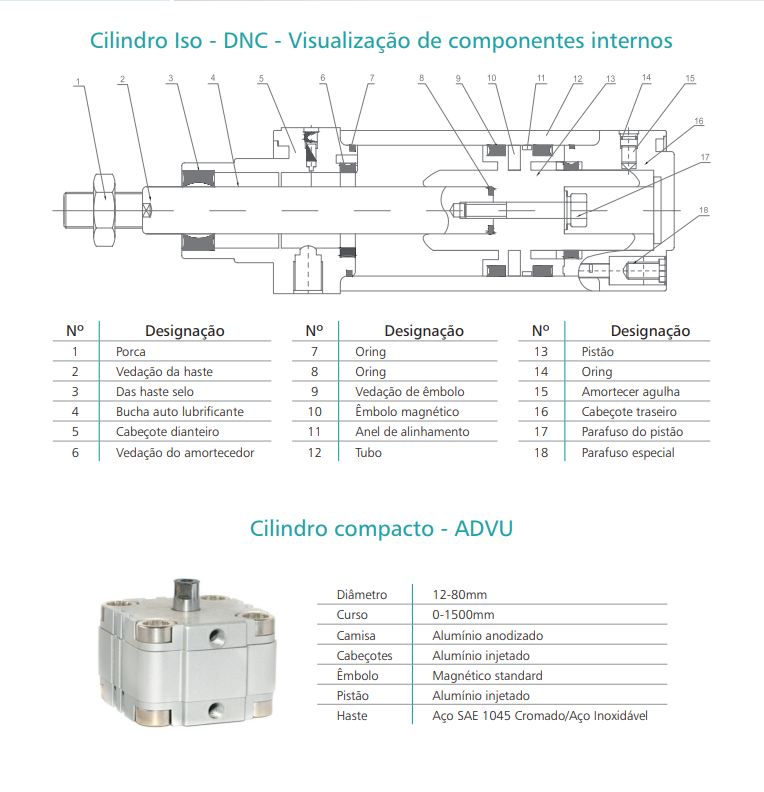 Cilindro Iso - DNC - Visualização de componentes internos
1 2 3 4 5 6 7 8 9 10 11 12 13 14 15
16
17
18
Nº Designação Nº Designação Nº Designação
1 Porca 7 Oring 13 Pistão
2 Vedação da haste 8 Oring 14 Oring
3 Das haste selo 9 Vedação de êmbolo 15 Amortecer agulha
4 Bucha auto lubrificante 10 Êmbolo magnético 16 Cabeçote traseiro
5 Cabeçote dianteiro 11 Anel de alinhamento 17 Parafuso do pistão
6 Vedação do amortecedor 12 Tubo 18 Parafuso especial
Cilindro compacto - ADVU
Diâmetro 12-80mm
Curso 0-1500mm
Camisa Alumínio anodizado
Cabeçotes Alumínio injetado
Êmbolo Magnético standard
Pistão Alumínio injetado
Haste Aço SAE 1045 Cromado/Aço Inoxidável